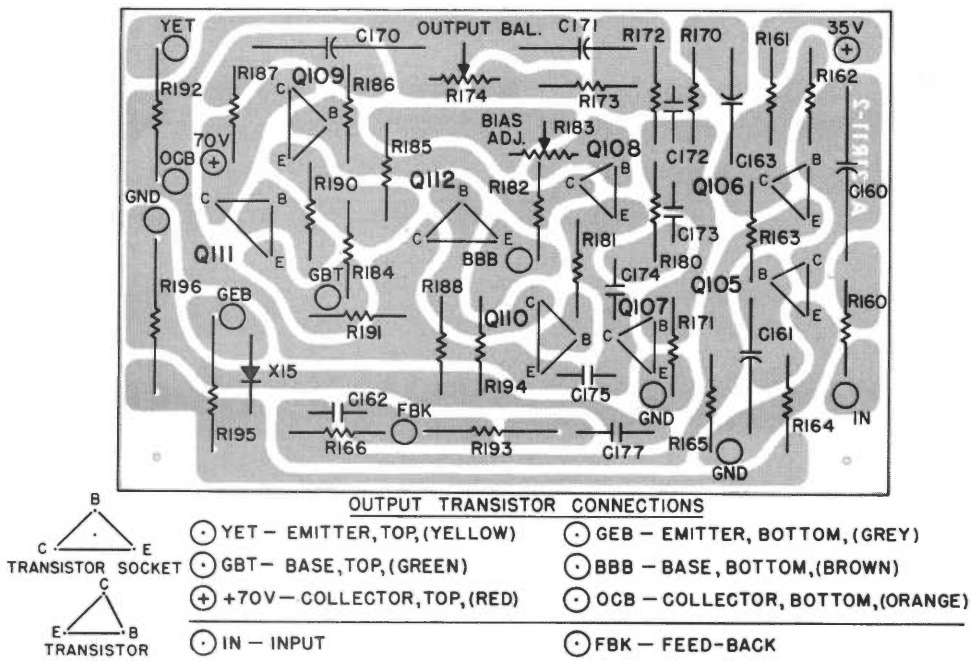 YET
C170
OUTPUT BAL.
C171
R172
R170
R161
35V
R192
R187
Q109
R186
R174
R173
R162
C
B
E
70V
R185
BIAS ADJ.
R183
Q108
C172
C163
Q106
C160
OCB
GND
R190
Q112
R182
C
B
E
C
B
E
C
B
E
C
B
E
Q111
R184
BBB
R181
C173
R180
R163
GBT
C174
Q105
B
C
E
R196
GEB
R188
Q110
Q107
R171
C161
R160
R191
C
B
E
C
B
E
X15
R194
C175
GND
IN
R195
C162
FBK
R166
R193
C177
R165
R164
GND
OUTPUT TRANSISTOR CONNECTIONS
B
C
E
TRANSISTOR SOCKET
C
E
B
TRANSISTOR
YET – EMITTER, TOP, (YELLOW)
GEB – EMITTER, BOTTOM, (GREY)
GBT – BASE, TOP, (GREEN)
BBB – BASE, BOTTOM, (BROWN)
+70V – COLLECTOR, TOP, (RED)
OCB – COLLECTOR, BOTTOM, (ORANGE)
IN – INPUT
FBK – FEED-BACK